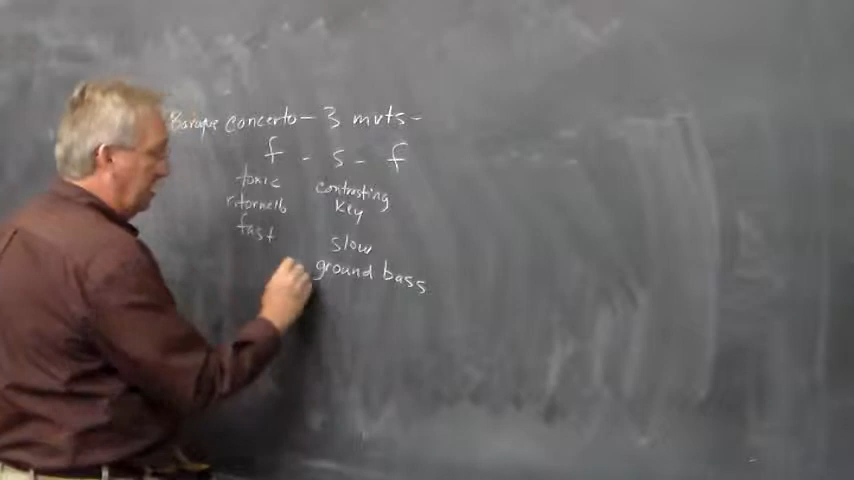 Baroque concerto - 3 mvts -
f - s - f
tonic
ritornello
fast
contrasting
key
slow
ground bass